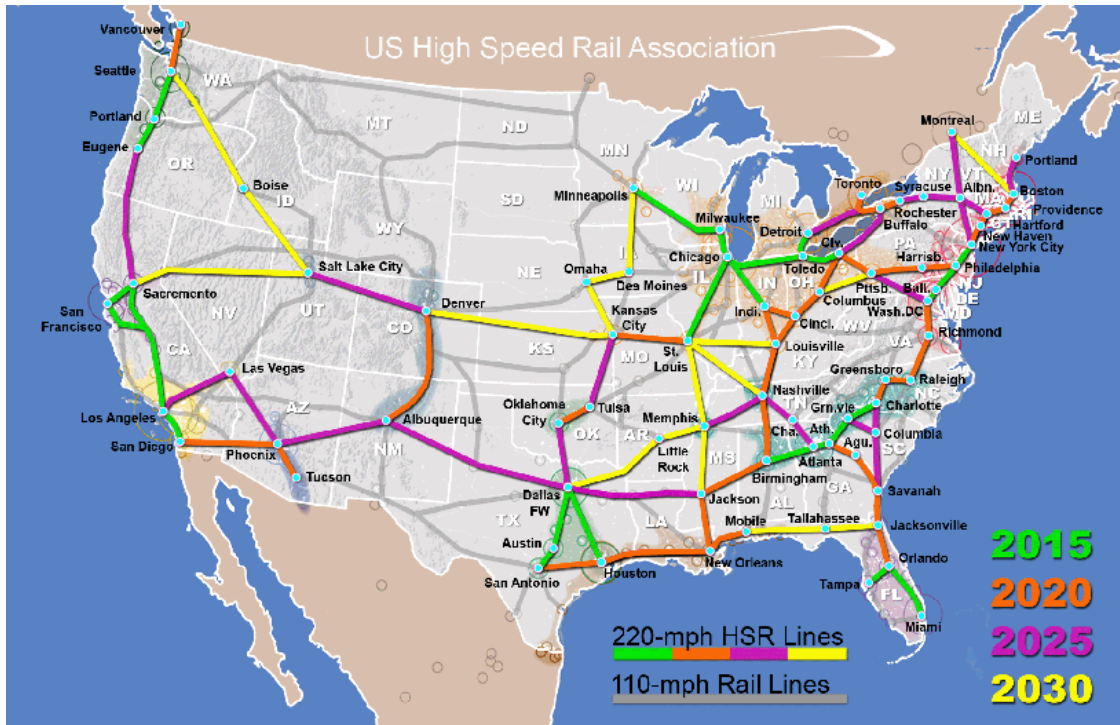 US High Speed Rail Association
Vancouver
Seattle
WA
Portland
Eugene
OR
MT
ND
MN
ME
Montreal
NH
VT
NY
Portland
Boise
ID
SD
Minneapolis
WI
MI
Toronto
Syracuse
Albn.
MA
Boston
Milwaukee
Rochester
RI
Providence
WY
Detroit
Buffalo
CT
Hartford
New Haven
IA
Chicago
Clv.
PA
New York City
Salt Lake City
Omaha
Des Moines
IL
Toledo
Harrisb.
Philadelphia
Sacremento
NE
IN
OH
Pttsb.
Balt.
NJ
San
Francisco
NV
UT
Denver
Kansas
City
Indi.
Columbus
Wash.DC
DE
MD
CO
Cinci.
WV
Richmond
CA
KS
MO
St.
Louis
Louisville
KY
VA
Greensboro
Las Vegas
Nashville
Raleigh
NC
Los Angeles
AZ
Albuquerque
Oklahoma
City
Tulsa
Memphis
TN
Grn.vle
Charlotte
OK
AR
Cha.
Ath.
Columbia
San Diego
Phoenix
NM
Little
Rock
MS
Agu.
SC
Atlanta
Tucson
Birmingham
Dallas
FW
Jackson
AL
GA
Savanah
TX
LA
Mobile
Tallahassee
Jacksonville
Austin
2015
San Antonio
Houston
New Orleans
Orlando
Tampa
FL
2020
Miami
220-mph HSR Lines
2025
110-mph Rail Lines
2030